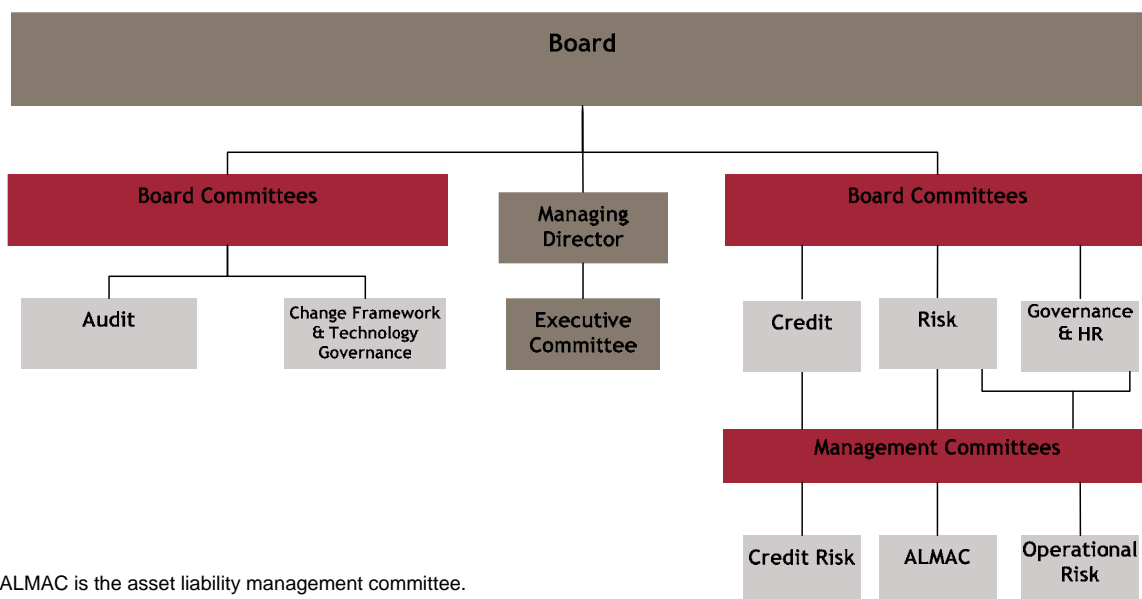 Board
Board Committees
Managing
Director
Board Committees
Audit
Change Framework
& Technology
Governance
Executive
Committee
Credit
Risk
Governance
& HR
Management Committees
Credit Risk
ALMAC
Operational
Risk
ALMAC is the asset liability management committee.